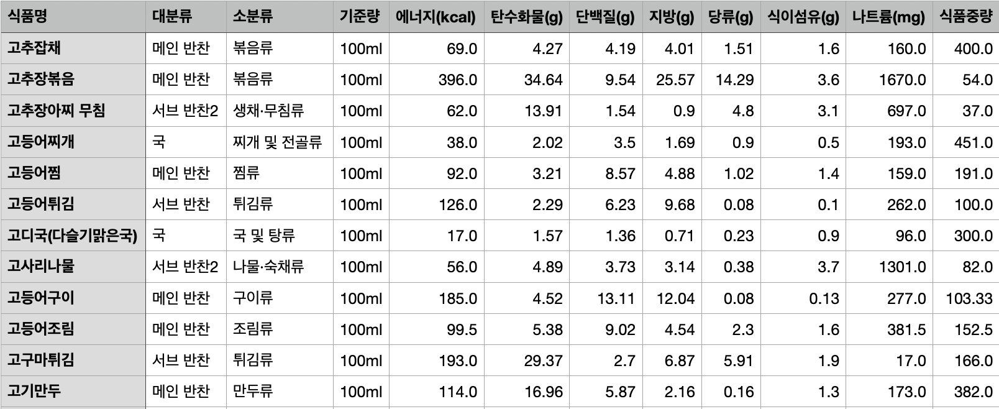 식품명 대분류 소분류 기준량 에너지(kcal) 탄수화물(g) 단백질(g) 지방(g) 당류(g) 식이섬유(g) 나트륨(mg) 식품중량
고추잡채 메인 반찬 볶음류 100ml 69.0 4.27 4.19 4.01 1.51 1.6 160.0 400.0
고추장볶음 메인 반찬 볶음류 100ml 396.0 34.64 9.54 25.57 14.29 3.6 1670.0 54.0
고추장아찌 무침 서브 반찬2 생채·무침류 100ml 62.0 13.91 1.54 0.9 4.8 3.1 697.0 37.0
고등어찌개 국 찌개 및 전골류 100ml 38.0 2.02 3.5 1.69 0.9 0.5 193.0 451.0
고등어찜 메인 반찬 찜류 100ml 92.0 3.21 8.57 4.88 1.02 1.4 159.0 191.0
고등어튀김 서브 반찬 튀김류 100ml 126.0 2.29 6.23 9.68 0.08 0.1 262.0 100.0
고디국(다슬기맑은국) 국 국 및 탕류 100ml 17.0 1.57 1.36 0.71 0.23 0.9 96.0 300.0
고사리나물 서브 반찬2 나물·숙채류 100ml 56.0 4.89 3.73 3.14 0.38 3.7 1301.0 82.0
고등어구이 메인 반찬 구이류 100ml 185.0 4.52 13.11 12.04 0.08 0.13 277.0 103.33
고등어조림 메인 반찬 조림류 100ml 99.5 5.38 9.02 4.54 2.3 1.6 381.5 152.5
고구마튀김 서브 반찬 튀김류 100ml 193.0 29.37 2.7 6.87 5.91 1.9 17.0 166.0
고기만두 메인 반찬 만두류 100ml 114.0 16.96 5.87 2.16 0.16 1.3 173.0 382.0